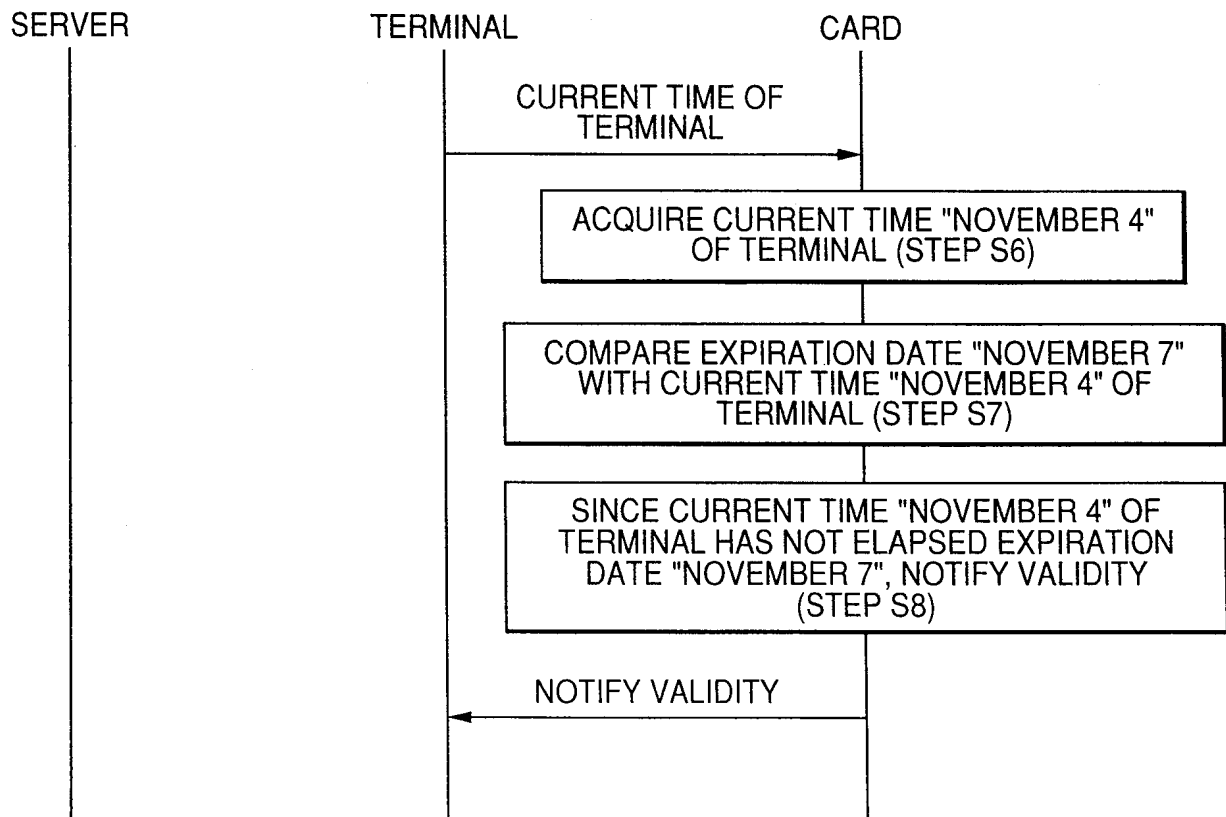 SERVER
TERMINAL
CARD
CURRENT TIME OF
TERMINAL
ACQUIRE CURRENT TIME "NOVEMBER 4"
OF TERMINAL (STEP S6)
COMPARE EXPIRATION DATE "NOVEMBER 7"
WITH CURRENT TIME "NOVEMBER 4" OF
TERMINAL (STEP S7)
SINCE CURRENT TIME "NOVEMBER 4" OF
TERMINAL HAS NOT ELAPSED EXPIRATION
DATE "NOVEMBER 7", NOTIFY VALIDITY
(STEP S8)
NOTIFY VALIDITY